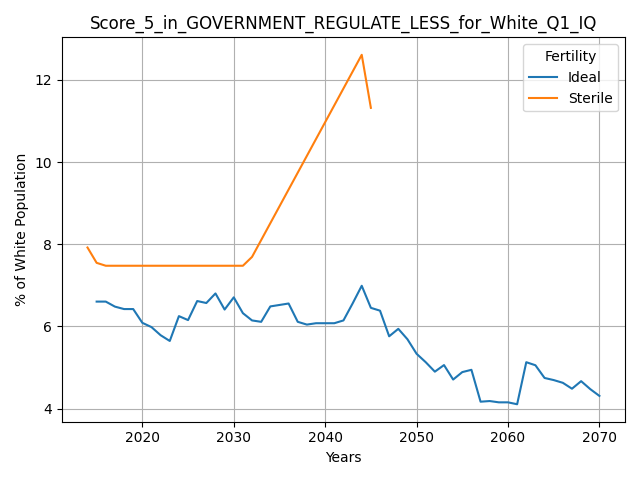 Score_5_in_GOVERNMENT_REGULATE_LESS_for_White_Q1_IQ
Fertility
Ideal
Sterile
% of White Population
12
10
8
6
4
2020 2030 2040 2050 2060 2070
Years